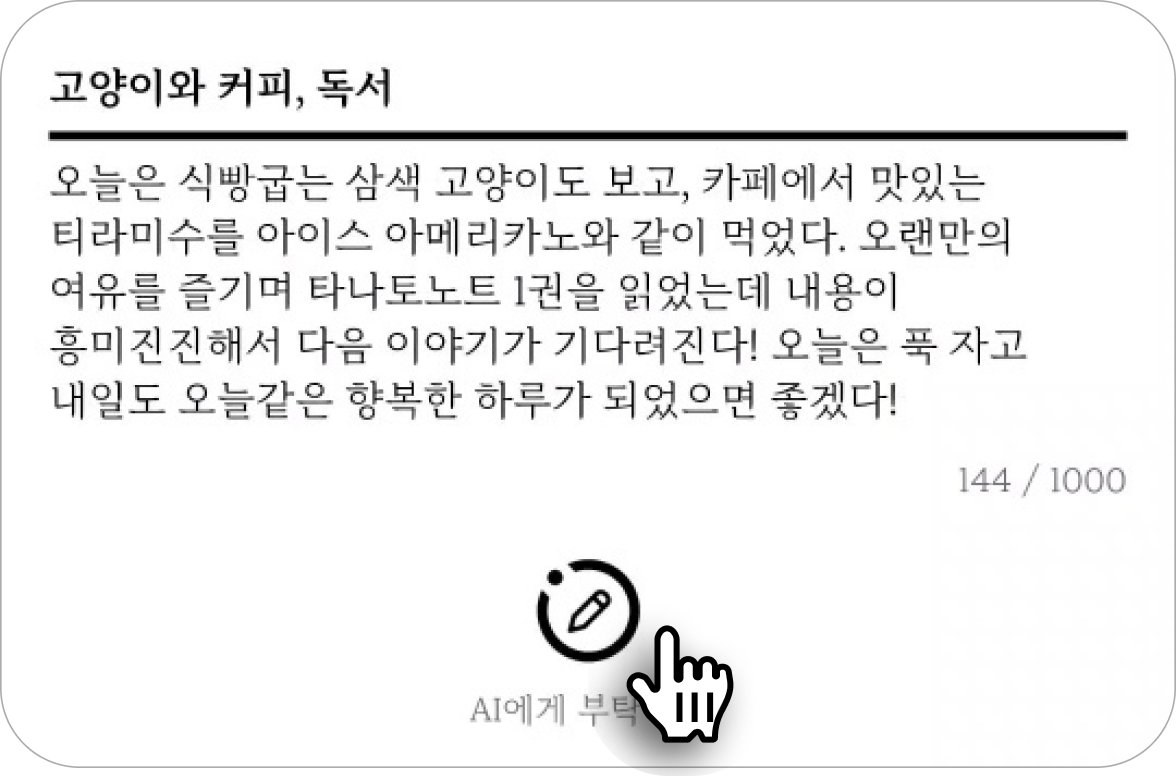 고양이와 커피, 독서
오늘은 식빵굽는 삼색 고양이도 보고, 카페에서 맛있는
티라미수를 아이스 아메리카노와 같이 먹었다. 오랜만의
여유를 즐기며 타나토노트 1권을 읽었는데 내용이
흥미진진해서 다음 이야기가 기다려진다! 오늘은 푹 자고
내일도 오늘같은 향복한 하루가 되었으면 좋겠다!
144 / 1000
AI에게 부탁